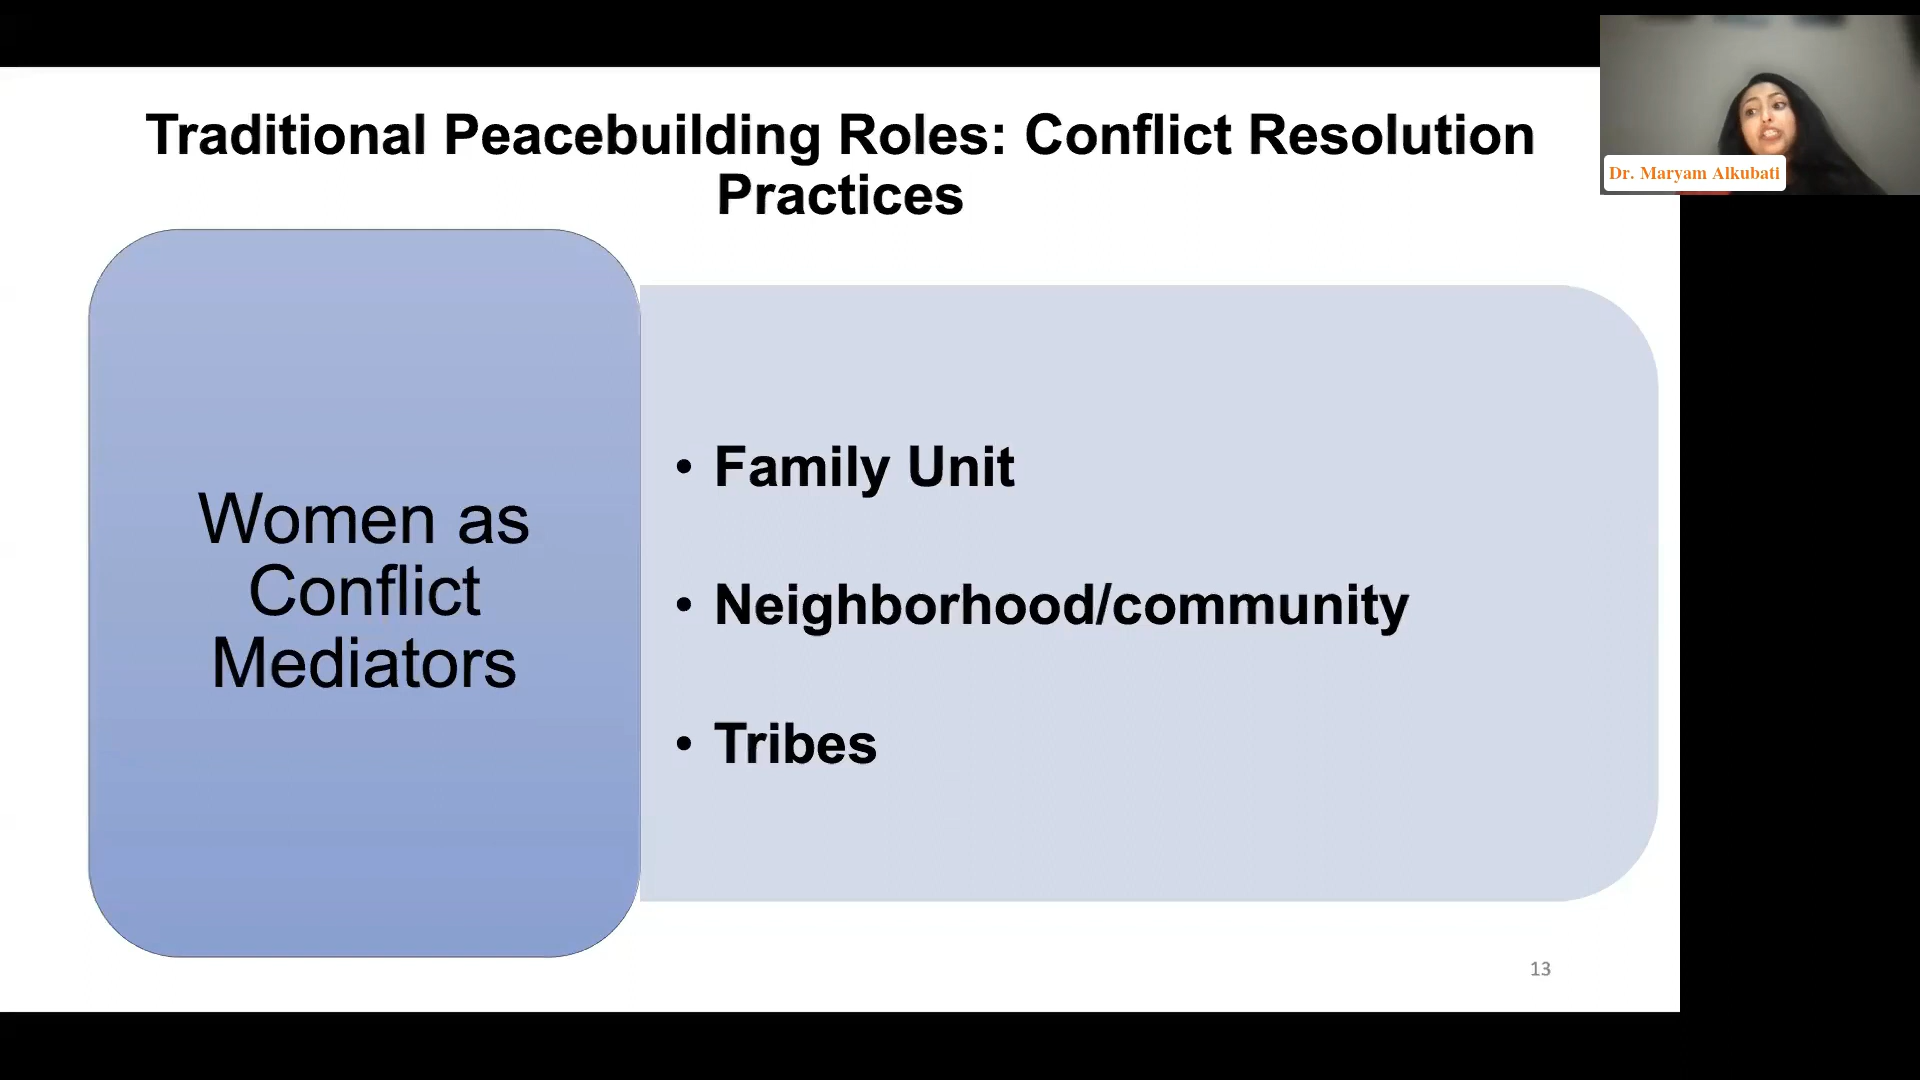 Traditional Peacebuilding Roles: Conflict Resolution
Practices
Dr. Maryam Alkubati
Women as
Conflict
Mediators
• Family Unit
• Neighborhood/community
• Tribes
13